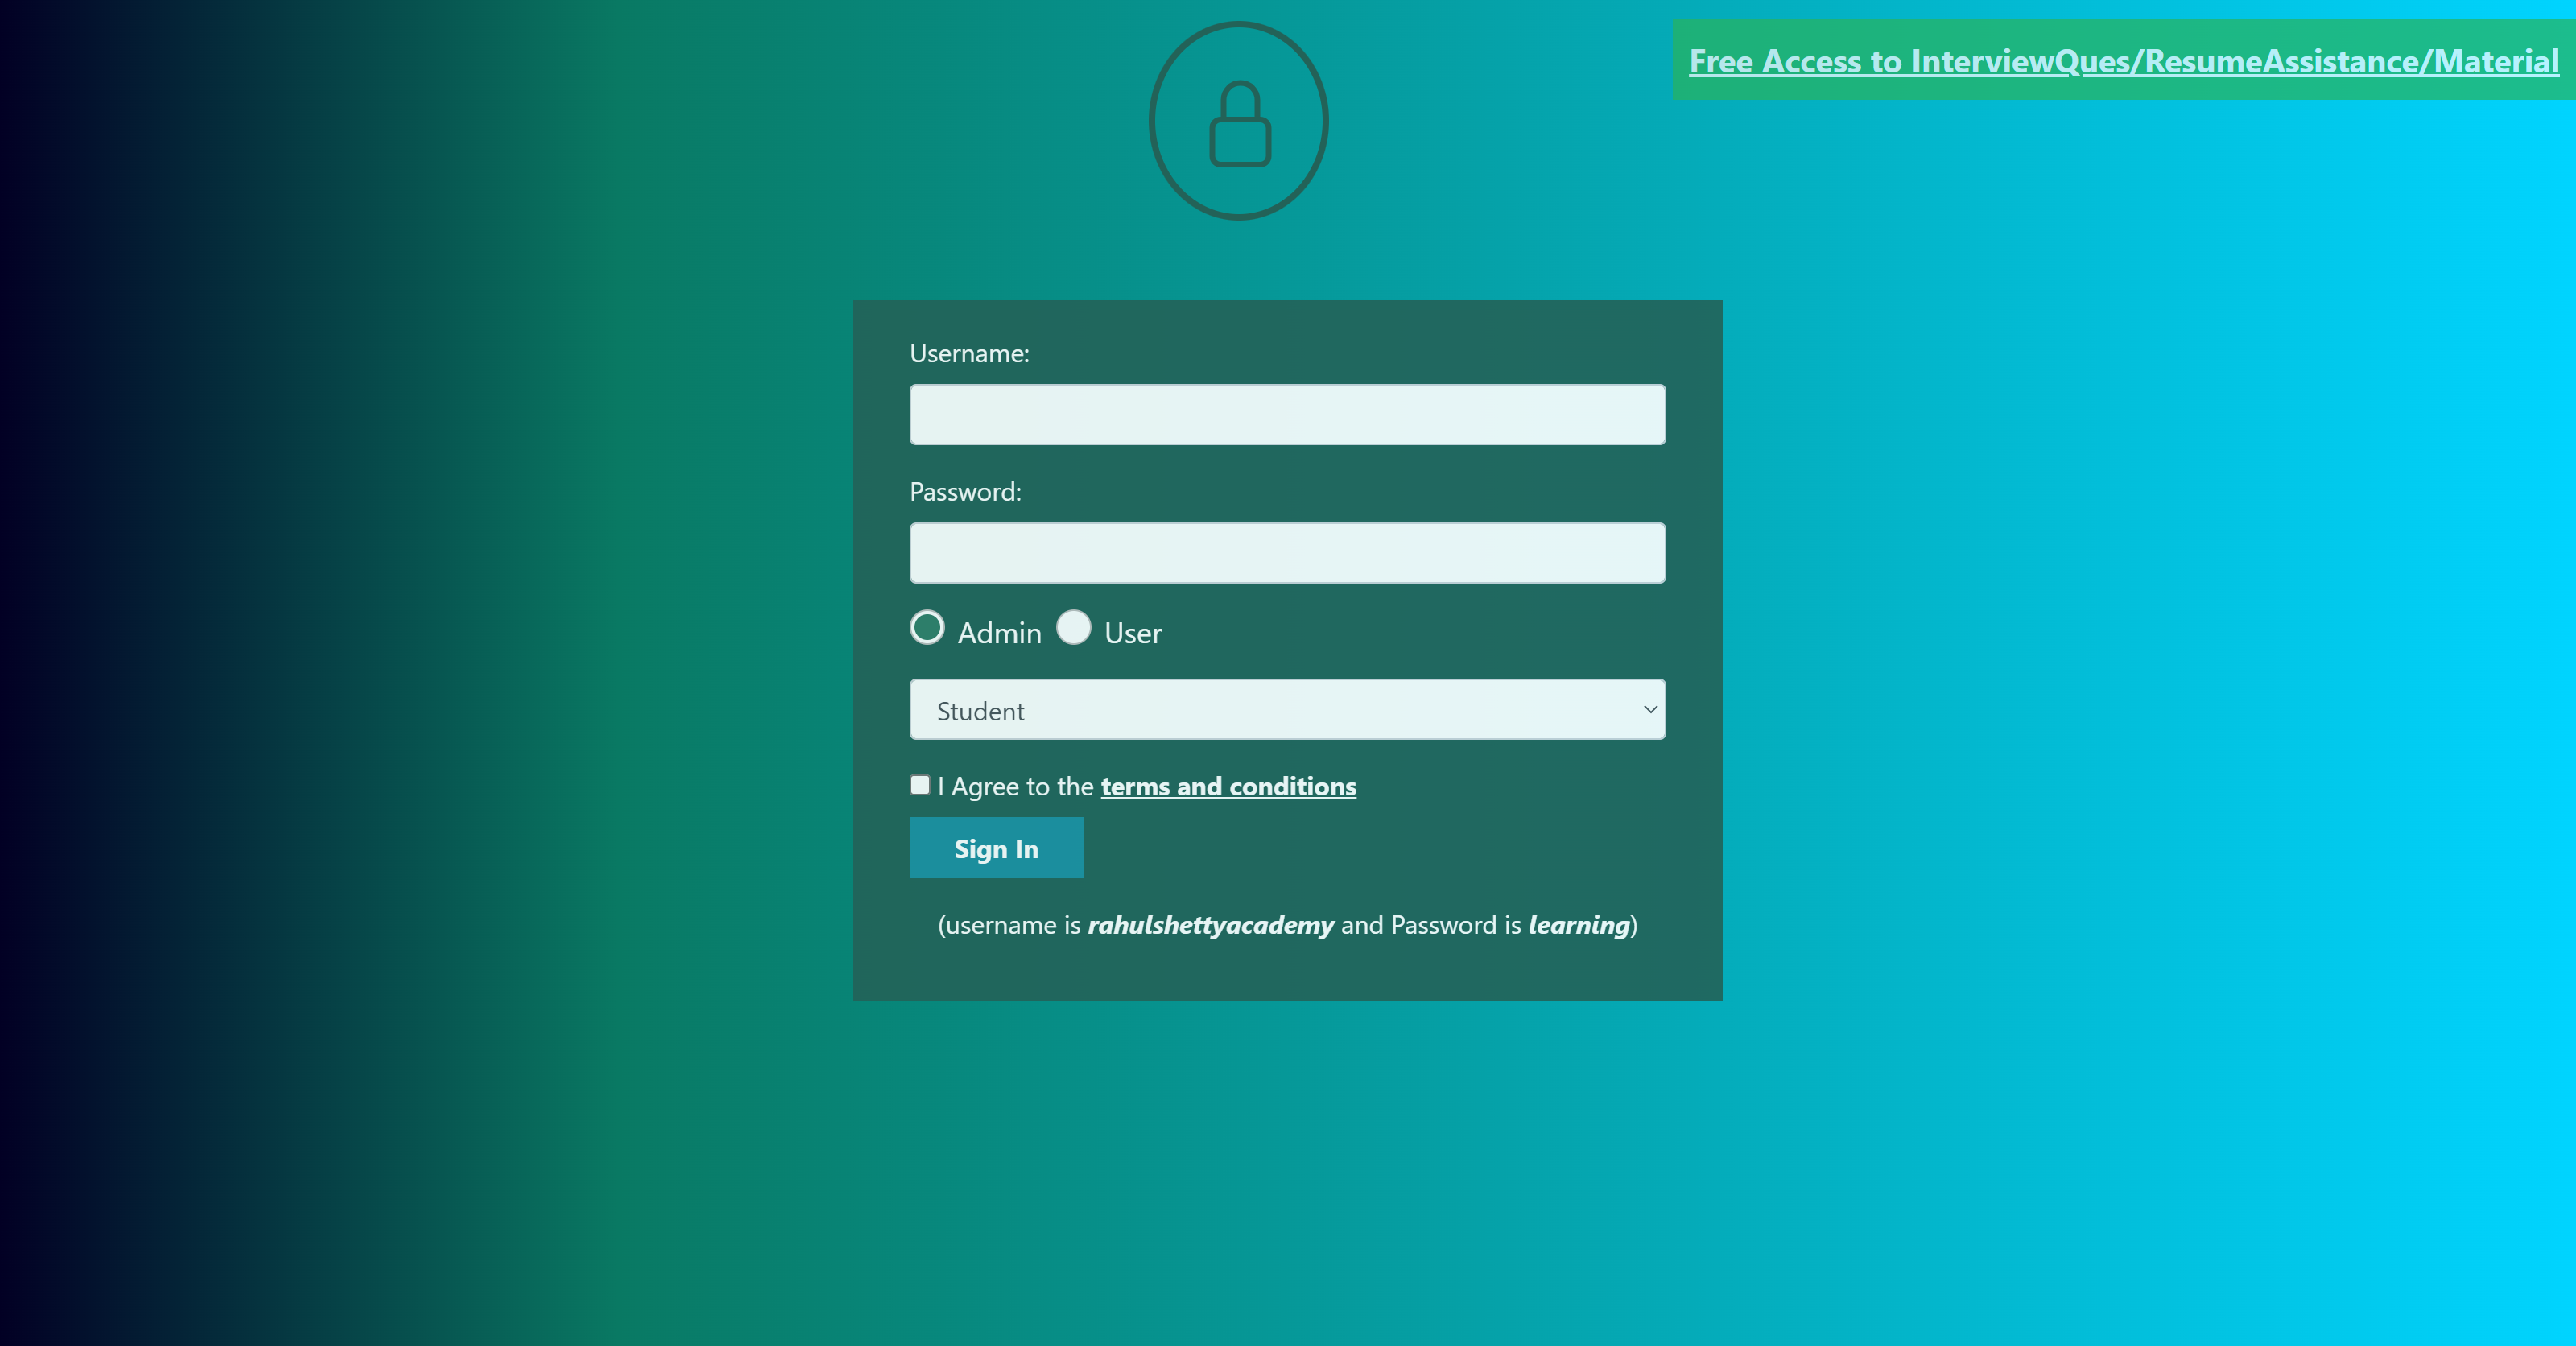 Free Access to InterviewQues/ResumeAssistance/Material
Username:
Password:
Admin User
Student
I Agree to the terms and conditions
Sign In
(username is rahulshettyacademy and Password is learning)